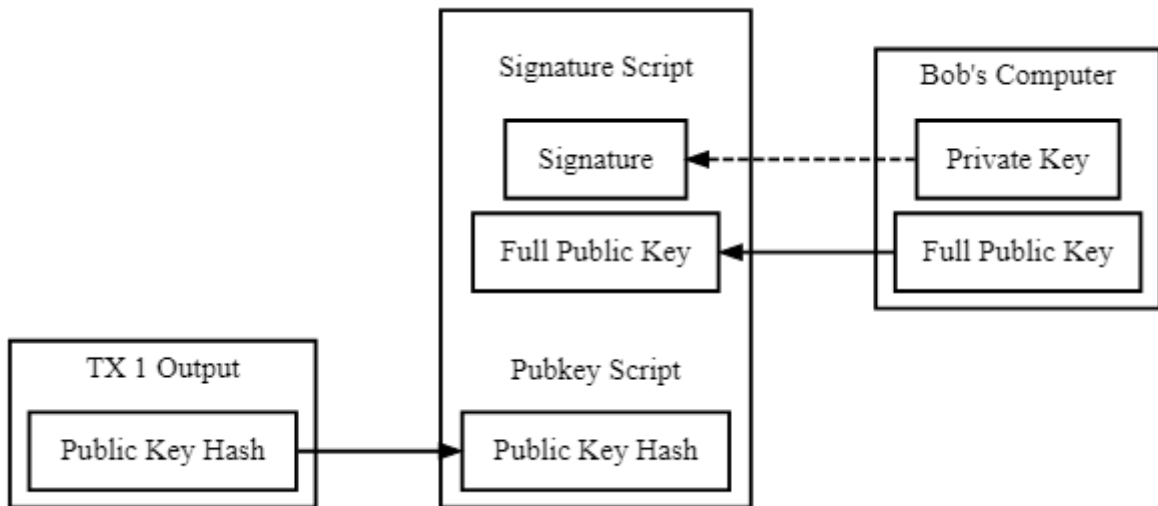 Signature Script
Signature
Full Public Key
Pubkey Script
Public Key Hash
Bob's Computer
Private Key
Full Public Key
TX 1 Output
Public Key Hash